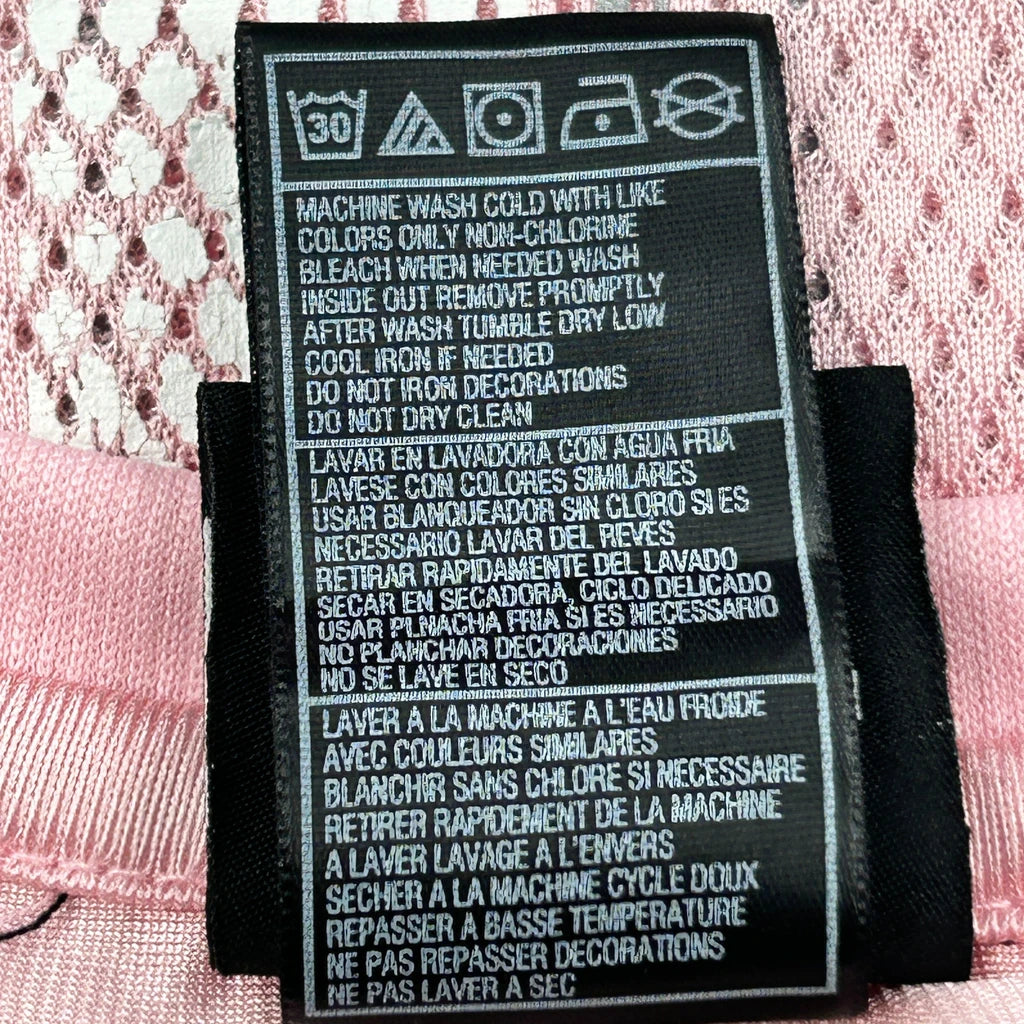 30
MACHINE WASH COLD WITH LIKE
COLORS ONLY NON-CHLORINE
BLEACH WHEN NEEDED WASH
INSIDE OUT REMOVE PROMPTLY
AFTER WASH TUMBLE DRY LOW
COOL IRON IF NEEDED
DO NOT IRON DECORATIONS
DO NOT DRY CLEAN
LAVAR EN LAVADORA CON AGUA FRIA
LAVESE CON COLORES SIMILARES
USAR BLANQUEADOR SIN CLORO SI ES
NECESSARIO LAVAR DEL REVES
RETIRAR RAPIDAMENTE DEL LAVADO
SECAR EN SECADORA, CICLO DELICADO
USAR PLNACHA FRIA SI ES NECESSARIO
NO PLANCHAR DECORACIONES
NO SE LAVE EN SECO
LAVER A LA MACHINE A L'EAU FROIDE
AVEC COULEURS SIMILARES
BLANCHIR SANS CHLORE SI NECESSAIRE
RETIRER RAPIDEMENT DE LA MACHINE
A LAVER LAVAGE A L'ENVERS
SECHER A LA MACHINE CYCLE DOUX
REPASSER A BASSE TEMPERATURE
NE PAS REPASSER DECORATIONS
NE PAS LAVER A SEC